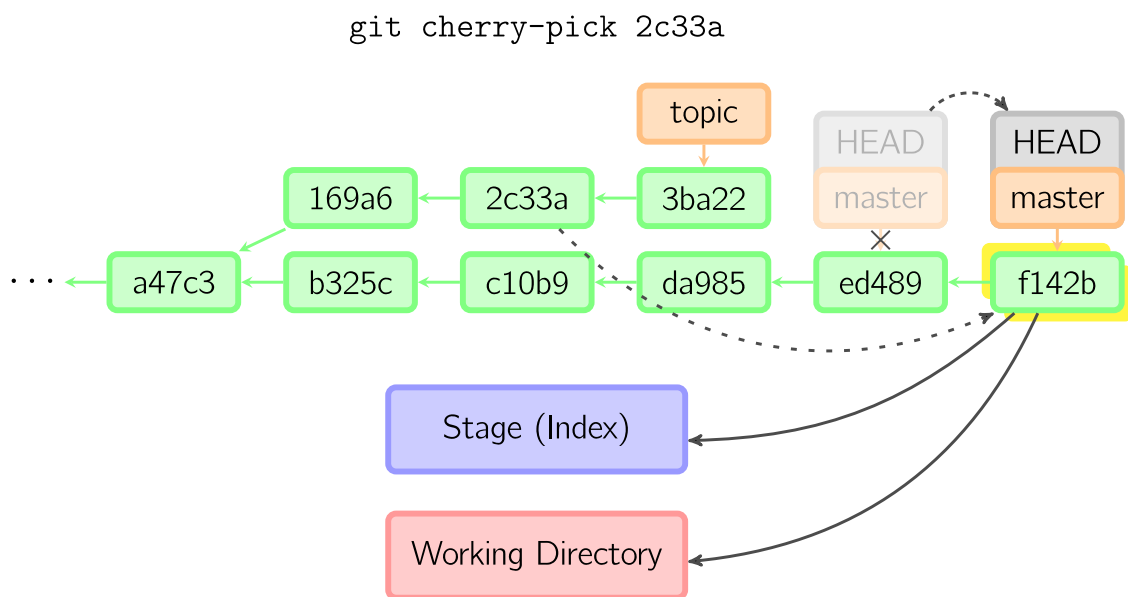 git cherry-pick 2c33a
topic
HEAD
HEAD
169a6
2c33a
3ba22
master
master
...
a47c3
b325c
c10b9
da985
ed489
f142b
Stage (Index)
Working Directory